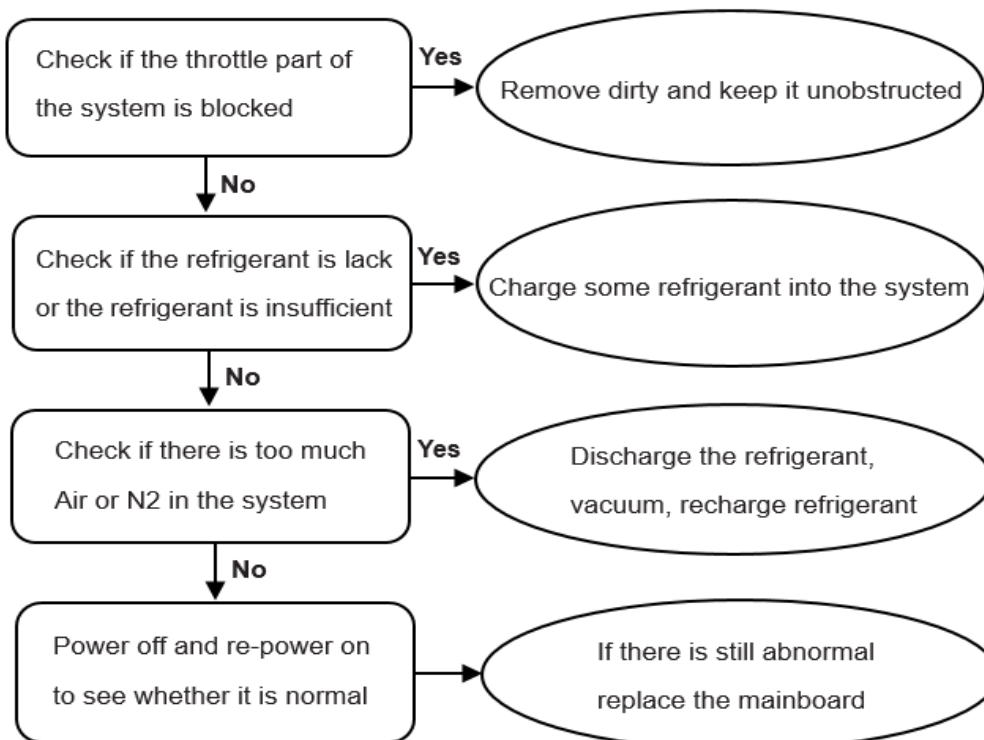 Check if the throttle part of
the system is blocked
Yes
Remove dirty and keep it unobstructed
No
Check if the refrigerant is lack
or the refrigerant is insufficient
Yes
Charge some refrigerant into the system
No
Check if there is too much
Air or N2 in the system
Yes
Discharge the refrigerant,
vacuum, recharge refrigerant
No
Power off and re-power on
to see whether it is normal
If there is still abnormal
replace the mainboard